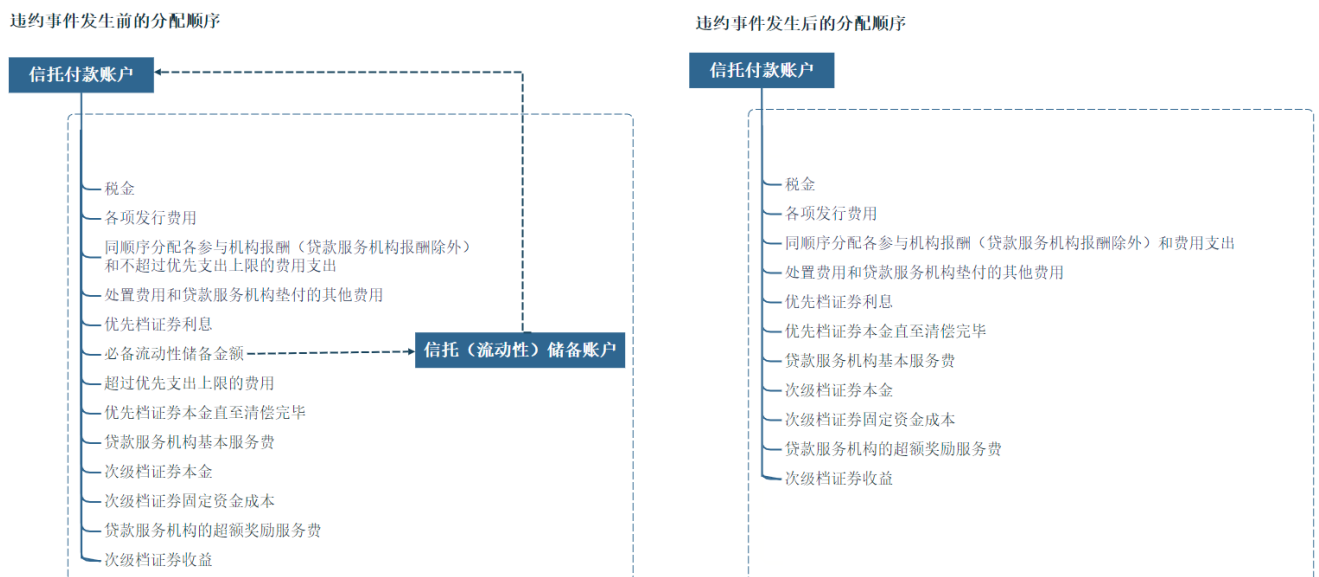 违约事件发生前的分配顺序
信托付款账户
税金
各项发行费用
同顺序分配各参与机构报酬（贷款服务机构报酬除外）
和不超过优先支出上限的费用支出
处置费用和贷款服务机构垫付的其他费用
优先档证券利息
必备流动性储备金额
信托（流动性）储备账户
超过优先支出上限的费用
优先档证券本金直至清偿完毕
贷款服务机构基本服务费
次级档证券本金
次级档证券固定资金成本
贷款服务机构的超额奖励服务费
次级档证券收益
违约事件发生后的分配顺序
信托付款账户
税金
各项发行费用
同顺序分配各参与机构报酬（贷款服务机构报酬除外）和费用支出
处置费用和贷款服务机构垫付的其他费用
优先档证券利息
优先档证券本金直至清偿完毕
贷款服务机构基本服务费
次级档证券本金
次级档证券固定资金成本
贷款服务机构的超额奖励服务费
次级档证券收益